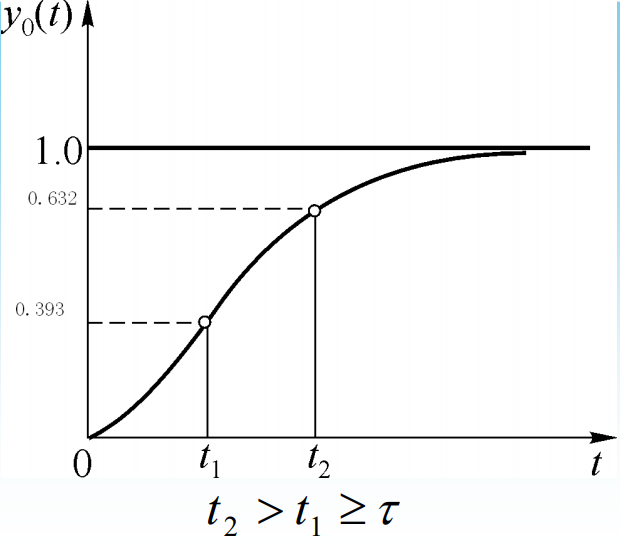 y₀(t)
1.0
0.632
0.393
0
t₁
t₂
t
t₂ > t₁ ≥ τ